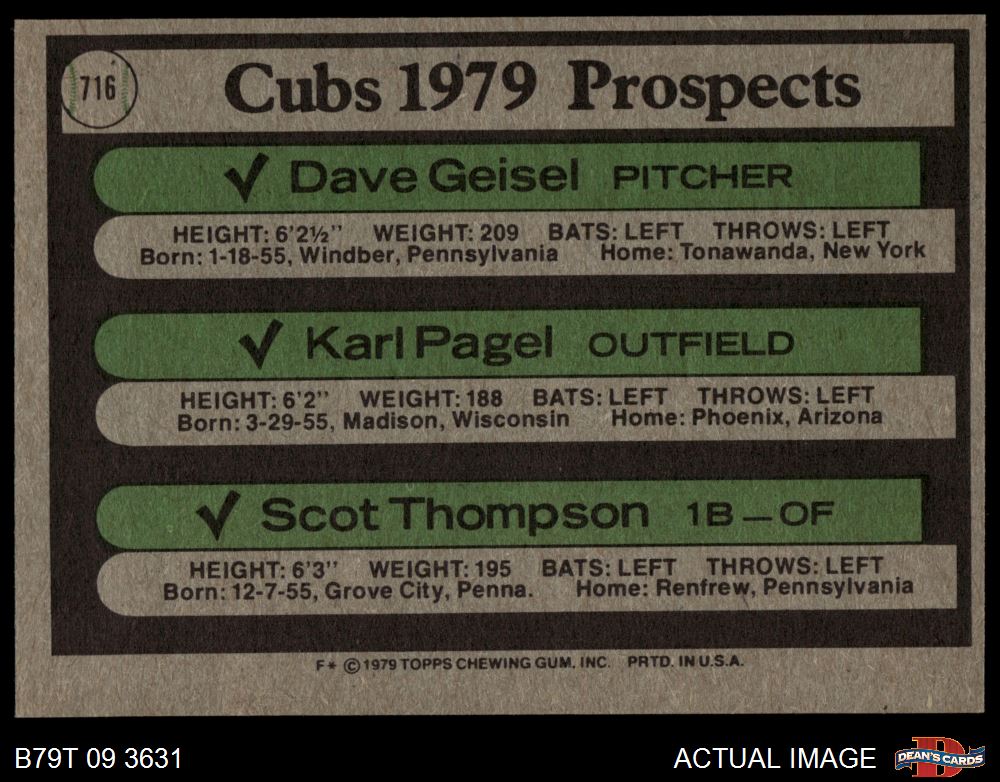 716
Cubs 1979 Prospects
✓ Dave Geisel PITCHER
HEIGHT: 6'2½" WEIGHT: 209 BATS: LEFT THROWS: LEFT
Born: 1-18-55, Windber, Pennsylvania Home: Tonawanda, New York
✓ Karl Pagel OUTFIELD
HEIGHT: 6'2" WEIGHT: 188 BATS: LEFT THROWS: LEFT
Born: 3-29-55, Madison, Wisconsin Home: Phoenix, Arizona
✓ Scot Thompson 1B — OF
HEIGHT: 6'3" WEIGHT: 195 BATS: LEFT THROWS: LEFT
Born: 12-7-55, Grove City, Penna. Home: Renfrew, Pennsylvania
F* © 1979 TOPPS CHEWING GUM, INC. PRTD. IN U.S.A.
B79T 09 3631 ACTUAL IMAGE D DEAN'S CARDS